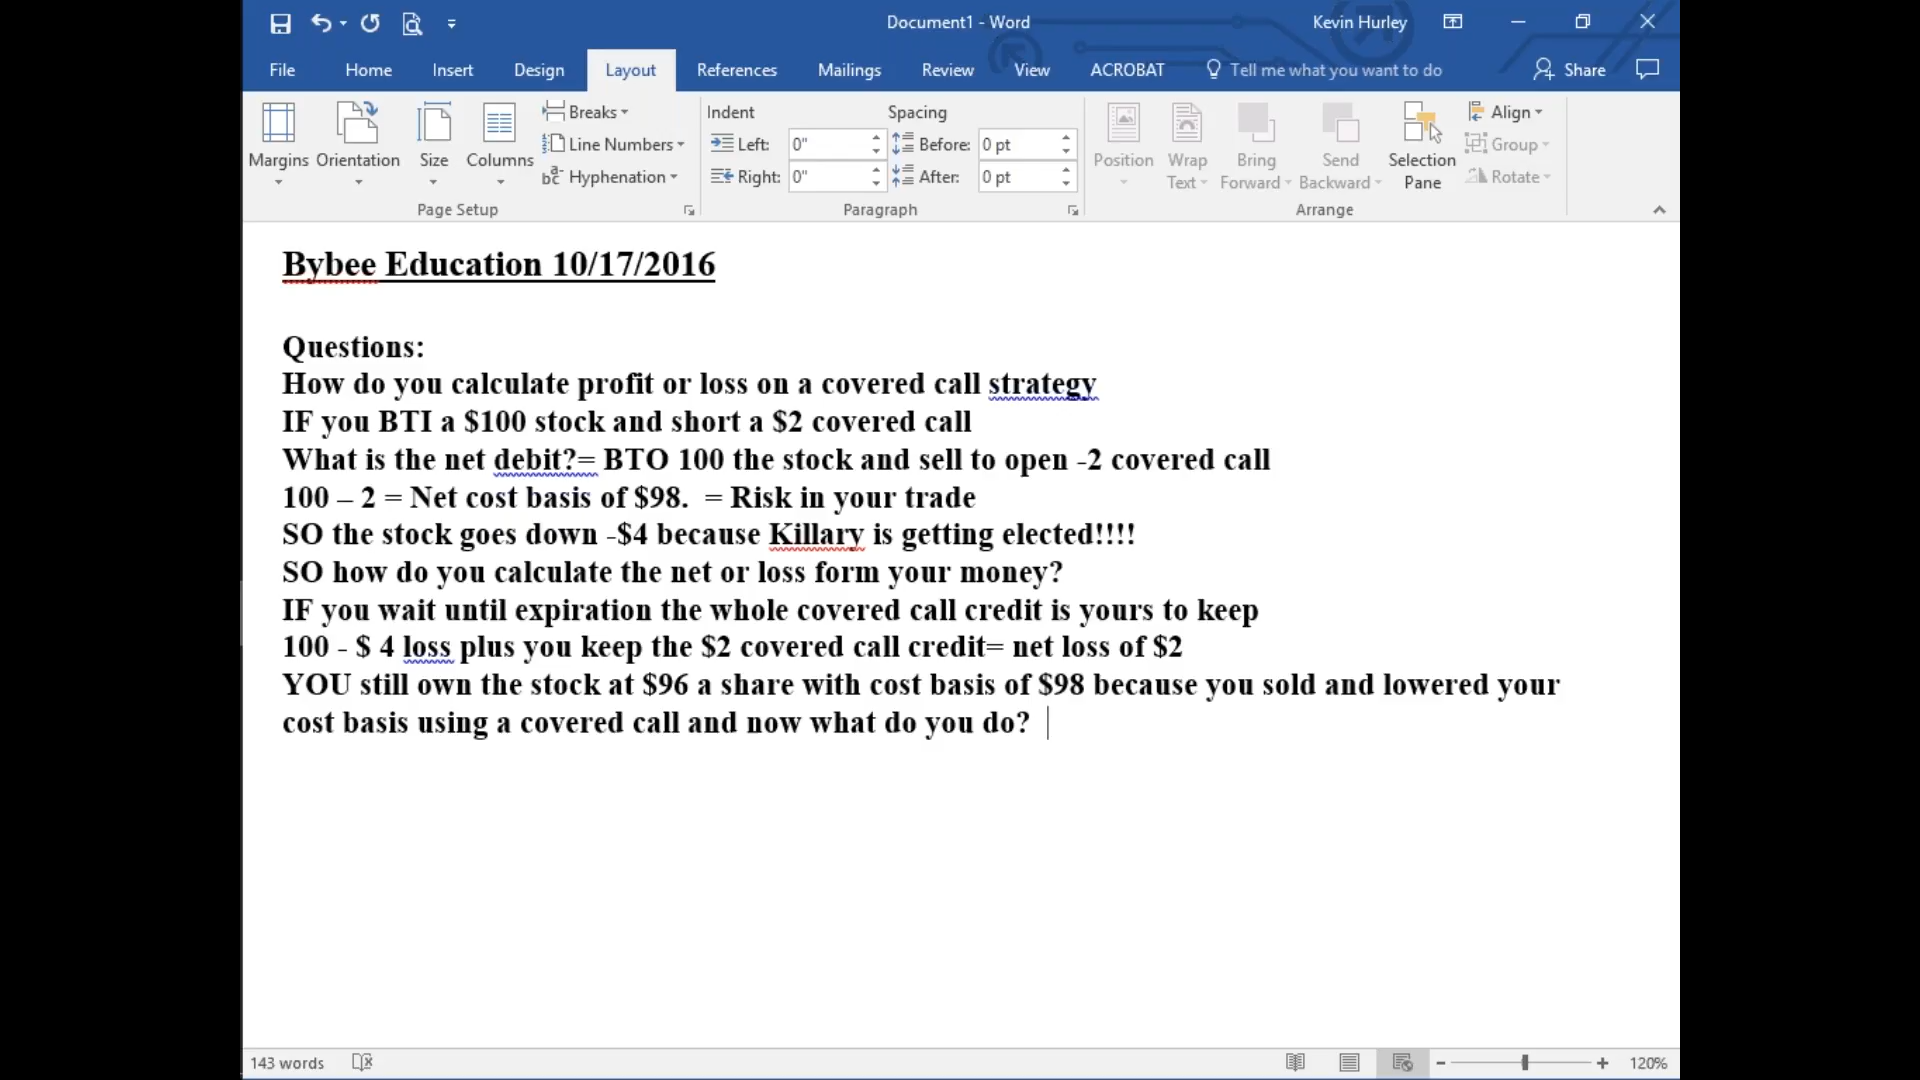 Document1 - Word
Kevin Hurley
File
Home
Insert
Design
Layout
References
Mailings
Review
View
ACROBAT
Tell me what you want to do
Share
Margins
Orientation
Size
Columns
Breaks
Line Numbers
Hyphenation
Page Setup
Indent
Left:
0"
Right:
0"
Spacing
Before:
0 pt
After:
0 pt
Paragraph
Position
Wrap
Text
Bring
Forward
Send
Backward
Selection
Pane
Align
Group
Rotate
Arrange
Bybee Education 10/17/2016
Questions:
How do you calculate profit or loss on a covered call strategy
IF you BTI a $100 stock and short a $2 covered call
What is the net debit?= BTO 100 the stock and sell to open -2 covered call
100 – 2 = Net cost basis of $98.  = Risk in your trade
SO the stock goes down -$4 because Killary is getting elected!!!!
SO how do you calculate the net or loss form your money?
IF you wait until expiration the whole covered call credit is yours to keep
100 - $ 4 loss plus you keep the $2 covered call credit= net loss of $2
YOU still own the stock at $96 a share with cost basis of $98 because you sold and lowered your
cost basis using a covered call and now what do you do?
143 words
120%